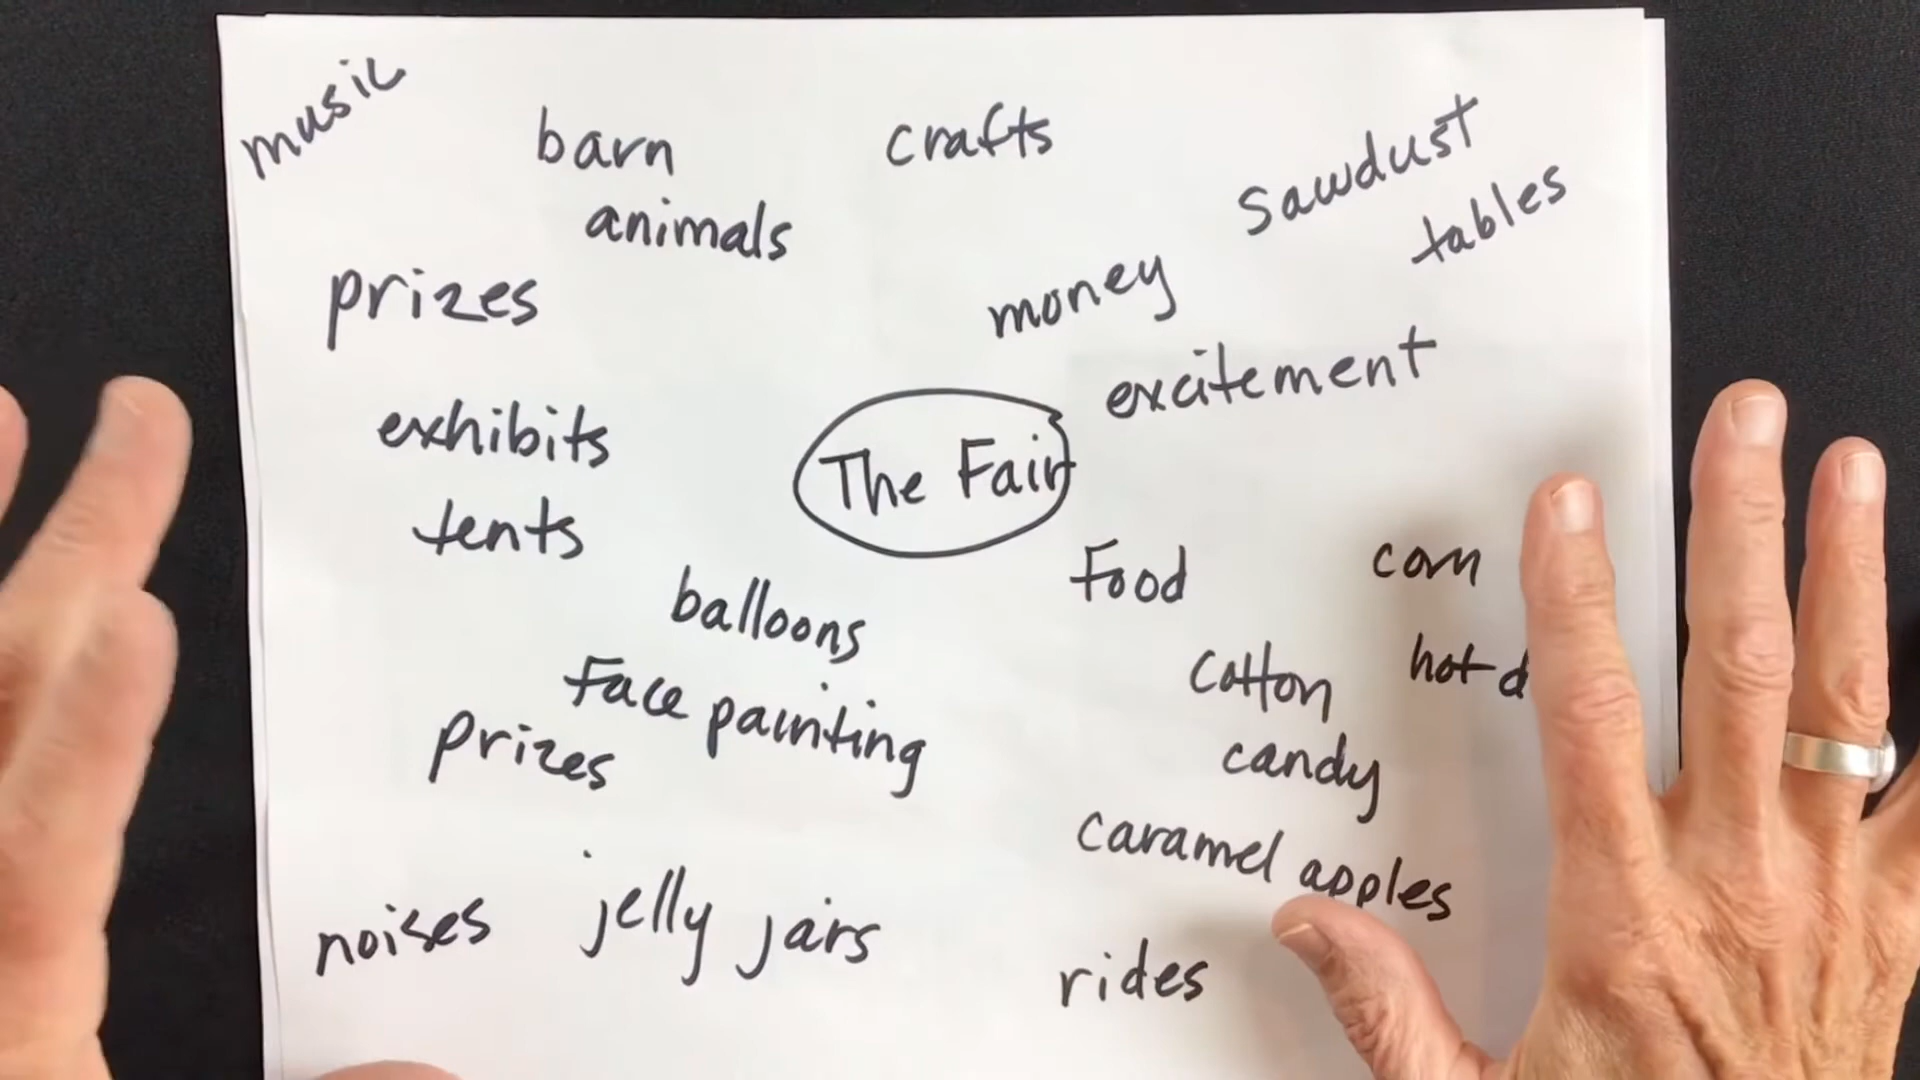 music
barn
animals
crafts
sawdust
tables
prizes
money
excitement
exhibits
The Fair
tents
Food
corn
balloons
hot d
cotton
candy
Face painting
prizes
caramel apples
noises
jelly jars
rides